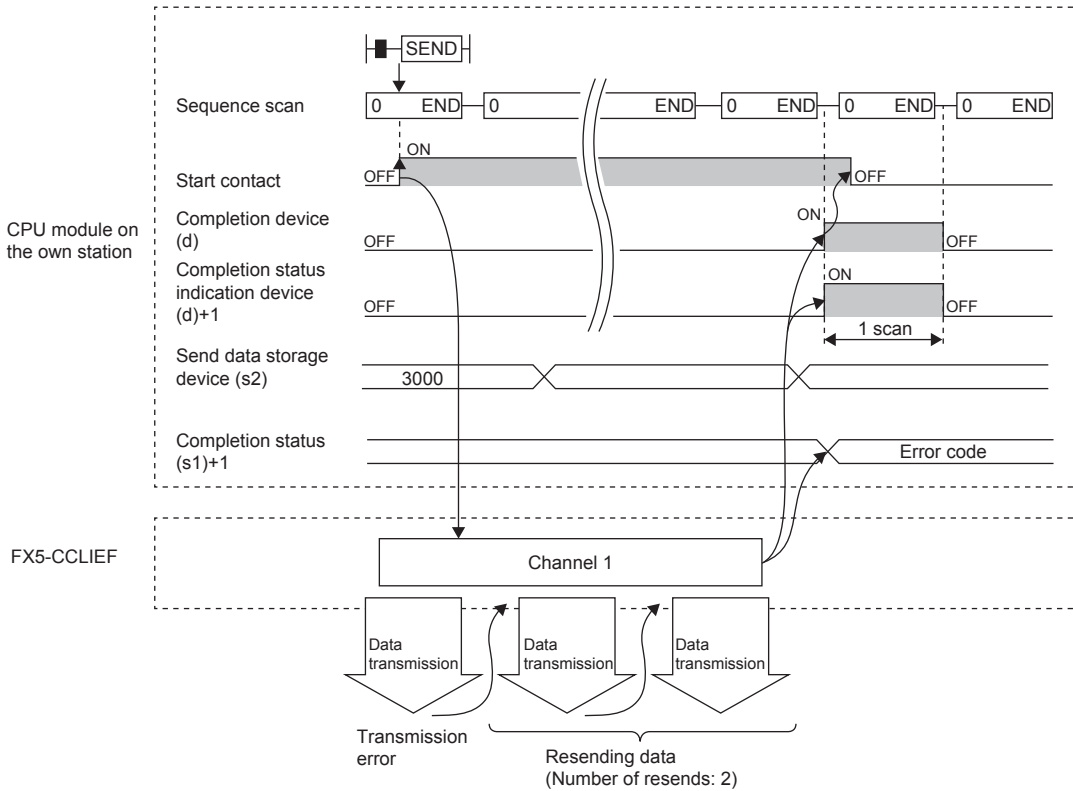 SEND
Sequence scan
0 END 0 END 0 END 0 END 0 END
ON
Start contact
OFF
OFF
CPU module on
the own station
Completion device
(d)
ON
OFF
OFF
Completion status
indication device
(d)+1
ON
OFF
OFF
1 scan
Send data storage
device (s2)
3000
Completion status
(s1)+1
Error code
FX5-CCLIEF
Channel 1
Data
transmission
Data
transmission
Data
transmission
Transmission
error
Resending data
(Number of resends: 2)